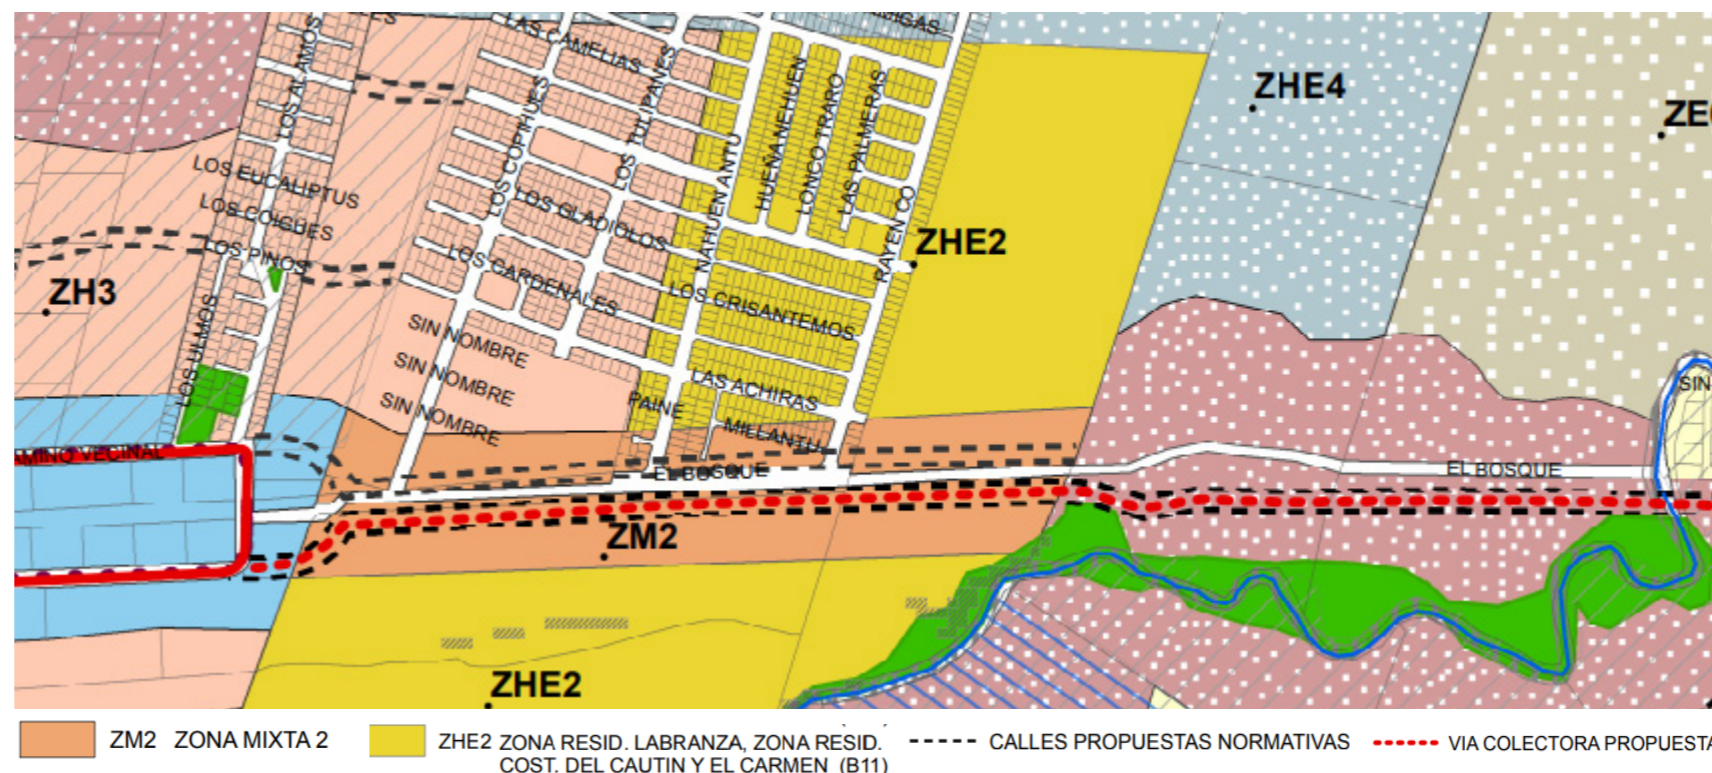 LOS ALAMOS
LAS CAMELIAS
LOS TULIPANES
LOS COPIHUES
HUEÑA NEHUEN
LONCO TRARO
LAS PALMERAS
ZHE4
LOS EUCALIPTUS
LOS COIGUES
LOS PINOS
LOS GLADIOLOS
NAHUEN ANTU
RAYEN CO
ZHE2
LOS CARDENALES
LOS CRISANTEMOS
ZH3
LOS ULMOS
SIN NOMBRE
SIN NOMBRE
SIN NOMBRE
LAS ACHIRAS
PAINE
MILLANTU
SIN
EL BOSQUE
EL BOSQUE
ZM2
ZHE2
ZM2 ZONA MIXTA 2
ZHE2 ZONA RESID. LABRANZA, ZONA RESID.
COST. DEL CAUTIN Y EL CARMEN (B11)
CALLES PROPUESTAS NORMATIVAS
VIA COLECTORA PROPUESTA